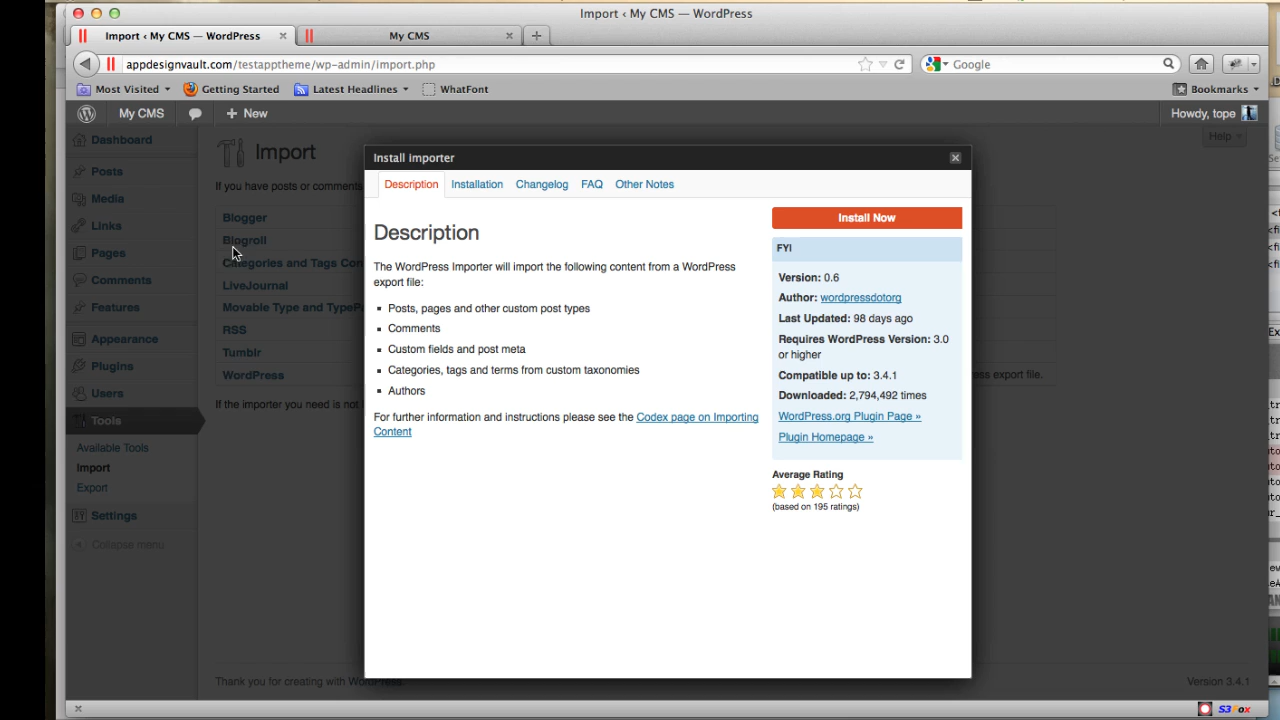 Import ‹ My CMS — WordPress
Import ‹ My CMS — WordPress
My CMS
appdesignvault.com/testapptheme/wp-admin/import.php
Google
Most Visited
Getting Started
Latest Headlines
WhatFont
Bookmarks
My CMS
+ New
Howdy, tope
Help
Dashboard
Posts
Media
Links
Pages
Comments
Features
Appearance
Plugins
Users
Tools
Available Tools
Import
Export
Settings
Collapse menu
Import
If you have posts or comments
Blogger
Blogroll
Categories and Tags Con
LiveJournal
Movable Type and TypeP
RSS
Tumblr
WordPress
ess export file.
If the importer you need is not l
Install Importer
Description
Installation
Changelog
FAQ
Other Notes
Description
The WordPress Importer will import the following content from a WordPress
export file:
Posts, pages and other custom post types
Comments
Custom fields and post meta
Categories, tags and terms from custom taxonomies
Authors
For further information and instructions please see the Codex page on Importing
Content
Install Now
FYI
Version: 0.6
Author: wordpressdotorg
Last Updated: 98 days ago
Requires WordPress Version: 3.0
or higher
Compatible up to: 3.4.1
Downloaded: 2,794,492 times
WordPress.org Plugin Page »
Plugin Homepage »
Average Rating
(based on 195 ratings)
Thank you for creating with WordPress.
Version 3.4.1
S3Fox